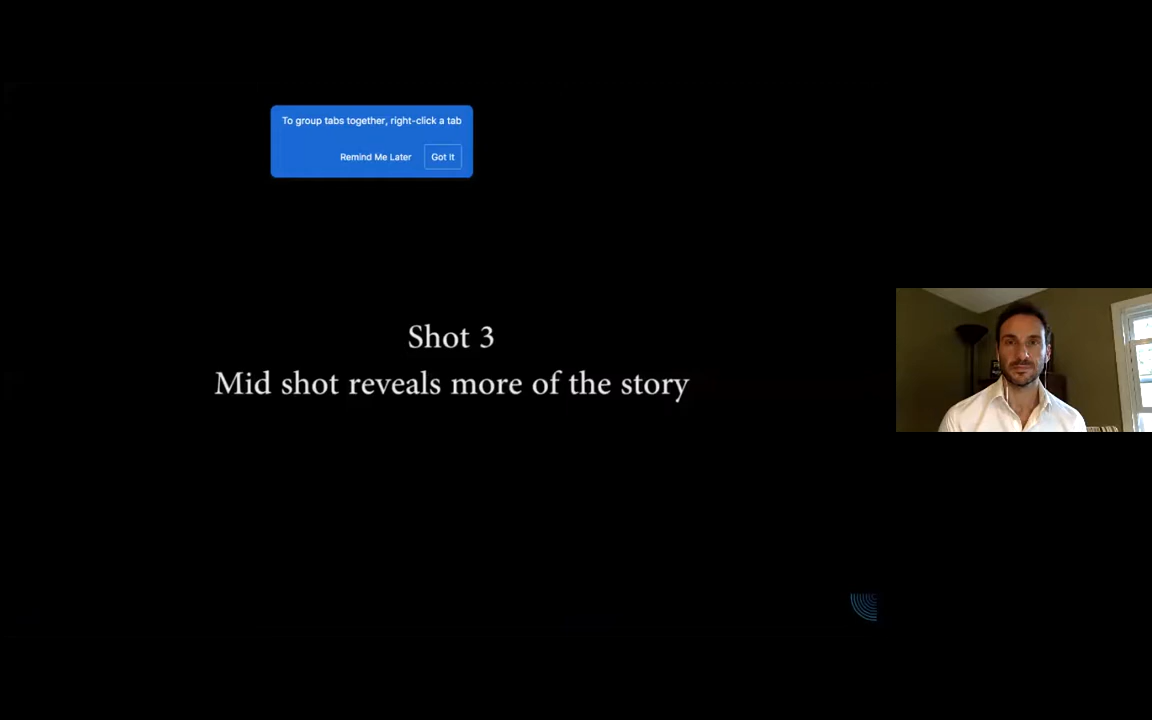 To group tabs together, right-click a tab
Remind Me Later
Got It
Shot 3
Mid shot reveals more of the story